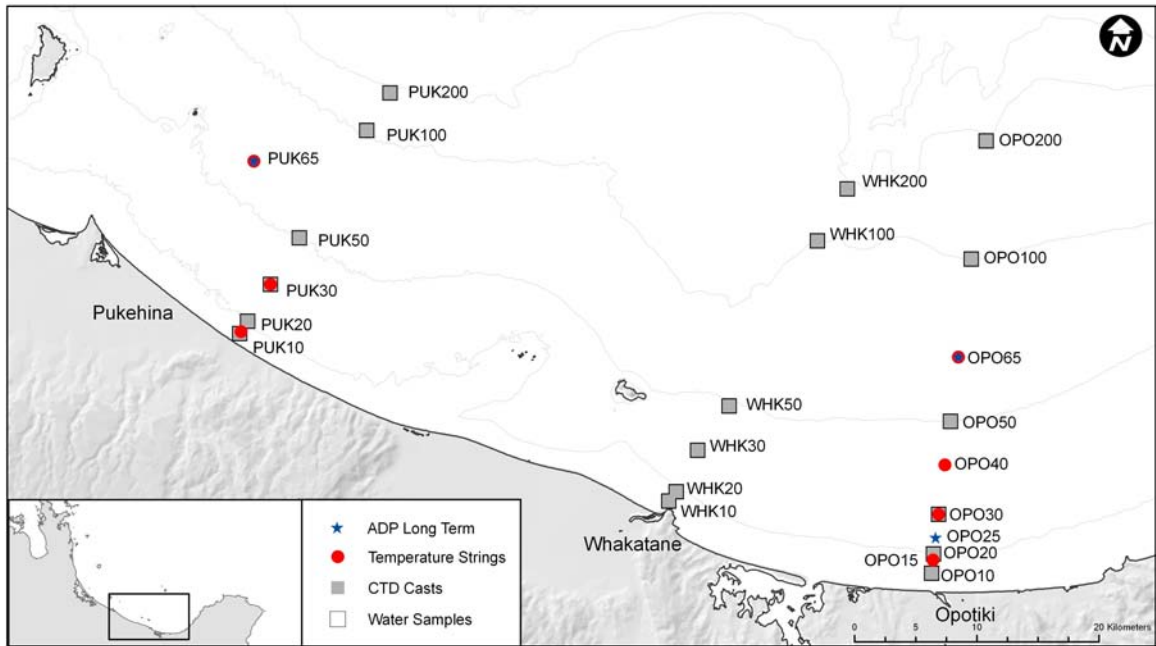 N
PUK200
PUK100
PUK65
OPO200
WHK200
PUK50
WHK100
OPO100
PUK30
Pukehina
PUK20
PUK10
OPO65
WHK50
OPO50
WHK30
OPO40
WHK20
WHK10
OPO30
ADP Long Term
OPO25
Whakatane
OPO20
Temperature Strings
OPO15
OPO10
CTD Casts
Opotiki
Water Samples
0 5 10 20 Kilometers